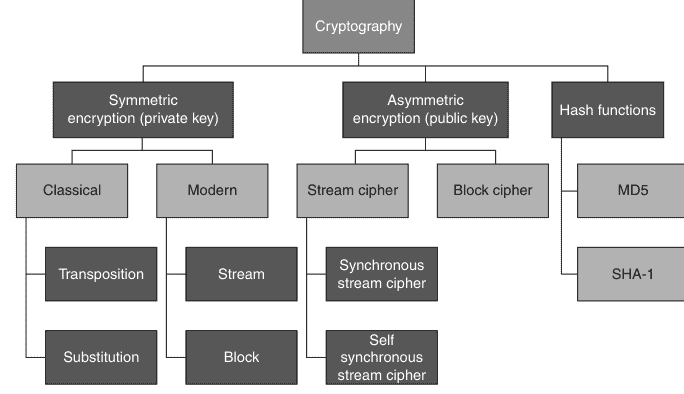 Cryptography
Symmetric
encryption (private key)
Asymmetric
encryption (public key)
Hash functions
Classical
Modern
Stream cipher
Block cipher
MD5
Transposition
Stream
Synchronous
stream cipher
SHA-1
Substitution
Block
Self
synchronous
stream cipher